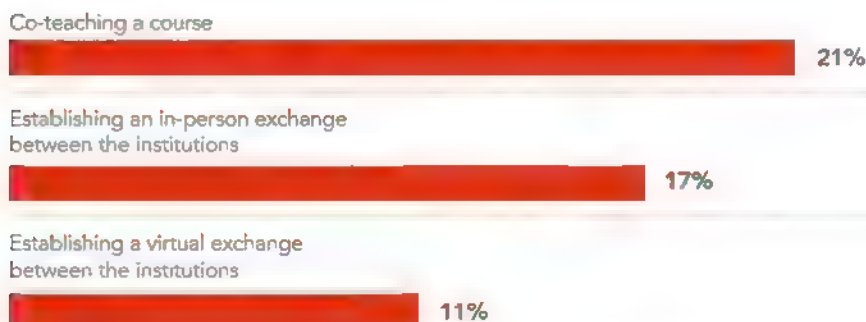 Co-teaching a course
21%
Establishing an in-person exchange
between the institutions
17%
Establishing a virtual exchange
between the institutions
11%